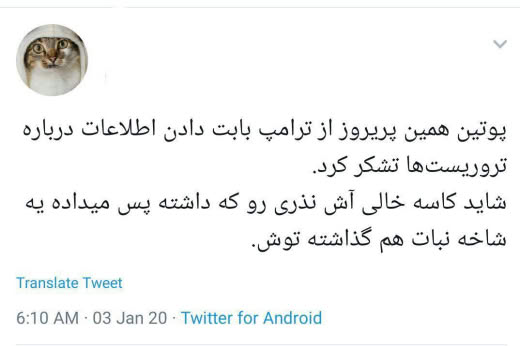 پوتین همین پریروز از ترامپ بابت دادن اطلاعات درباره
تروریست‌ها تشکر کرد.
شاید کاسه خالی آش نذری رو که داشته پس میداده یه
شاخه نبات هم گذاشته توش.
Translate Tweet
6:10 AM · 03 Jan 20 · Twitter for Android